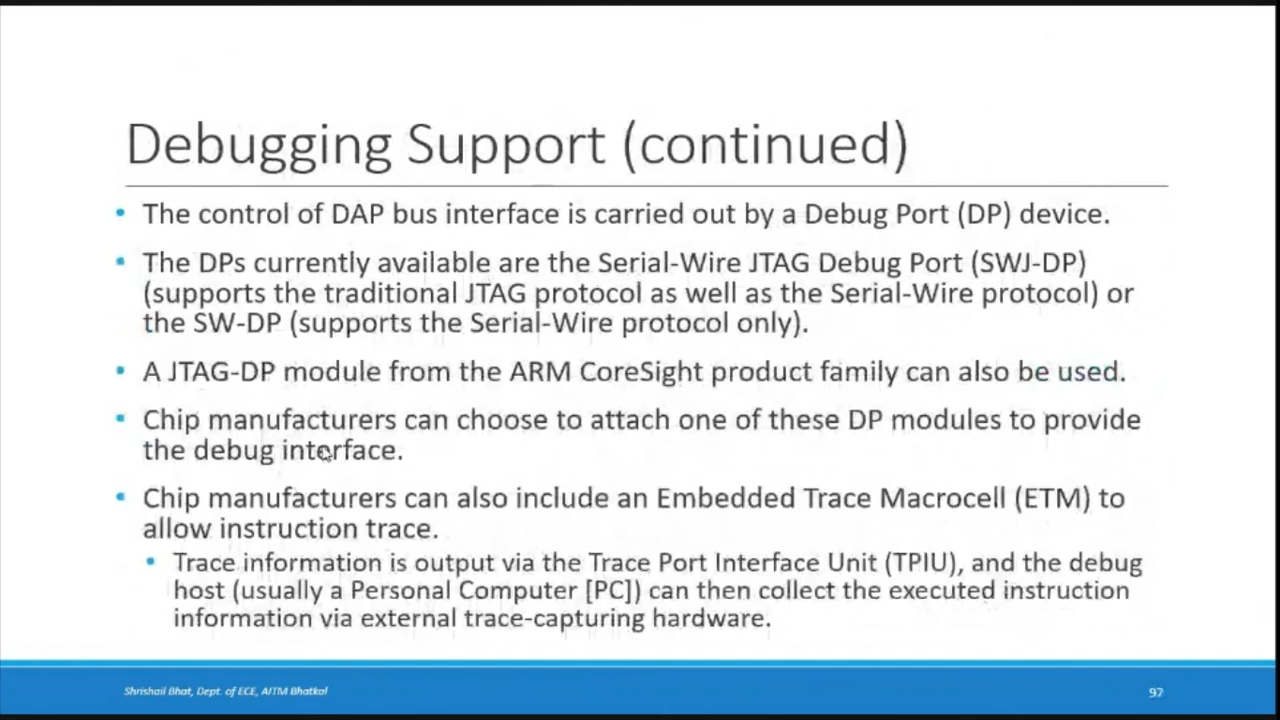 Debugging Support (continued)
• The control of DAP bus interface is carried out by a Debug Port (DP) device.
• The DPs currently available are the Serial-Wire JTAG Debug Port (SWJ-DP)
(supports the traditional JTAG protocol as well as the Serial-Wire protocol) or
the SW-DP (supports the Serial-Wire protocol only).
• A JTAG-DP module from the ARM CoreSight product family can also be used.
• Chip manufacturers can choose to attach one of these DP modules to provide
the debug interface.
• Chip manufacturers can also include an Embedded Trace Macrocell (ETM) to
allow instruction trace.
• Trace information is output via the Trace Port Interface Unit (TPIU), and the debug
host (usually a Personal Computer [PC]) can then collect the executed instruction
information via external trace-capturing hardware.
Shrishail Bhat, Dept. of ECE, AITM Bhatkal
97